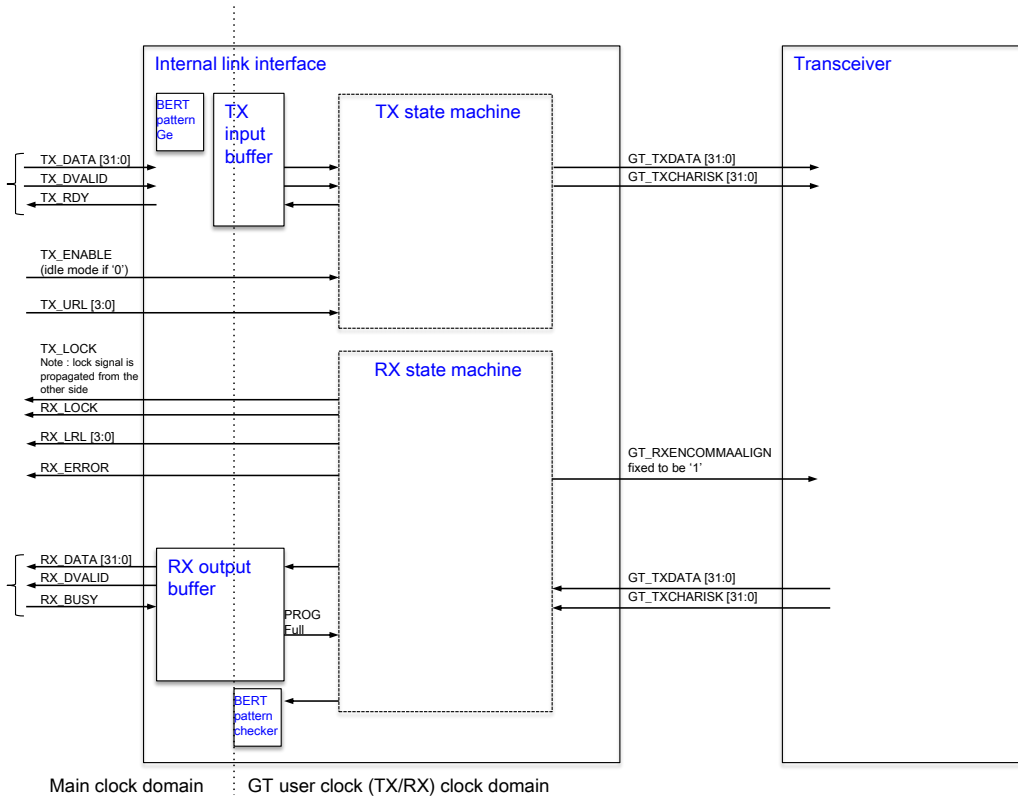 Internal link interface
Transceiver
BERT
pattern
Ge
TX
input
buffer
TX state machine
TX_DATA [31:0]
TX_DVALID
TX_RDY
GT_TXDATA [31:0]
GT_TXCHARISK [31:0]
TX_ENABLE
(idle mode if '0')
TX_URL [3:0]
TX_LOCK
Note : lock signal is
propagated from the
other side
RX_LOCK
RX_LRL [3:0]
RX_ERROR
RX state machine
GT_RXENCOMMAALIGN
fixed to be '1'
RX_DATA [31:0]
RX_DVALID
RX_BUSY
RX output
buffer
PROG
Full
GT_TXDATA [31:0]
GT_TXCHARISK [31:0]
BERT
pattern
checker
Main clock domain
GT user clock (TX/RX) clock domain